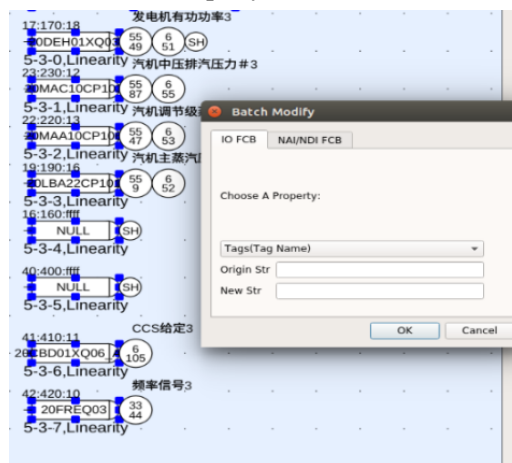 发电机有功功率3
17:170:18
0DEH01XQ03
55
49
6
51
SH
5-3-0,Linearity
汽机中压排汽压力#3
23:230:12
0MAC10CP10
55
87
6
55
5-3-1,Linearity
汽机调节级
22:220:13
0MAA10CP10
55
47
6
53
5-3-2,Linearity
汽机主蒸汽
19:190:16
0LBA22CP10
55
9
6
52
5-3-3,Linearity
16:160:ffff
NULL
SH
5-3-4,Linearity
40:400:ffff
NULL
SH
5-3-5,Linearity
CCS给定3
41:410:11
BD01XQ06
6
105
5-3-6,Linearity
频率信号3
42:420:10
20FREQ03
33
44
5-3-7,Linearity
Batch Modify
IO FCB
NAI/NDI FCB
Choose A Property:
Tags(Tag Name)
Origin Str
New Str
OK
Cancel